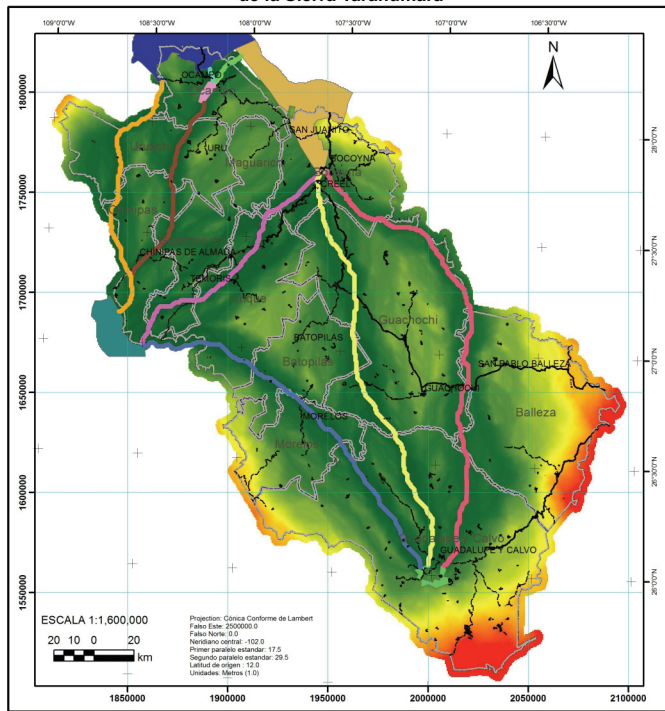 de la Sierra Tarahumara
109°0'0"W 108°30'0"W 108°0'0"W 107°30'0"W 107°0'0"W 106°30'0"W
N
1800000
1750000
1700000
1650000
1600000
1550000
28°0'0"N
27°30'0"N
27°0'0"N
26°30'0"N
26°0'0"N
OCAMPO
URU
Maguaric
SAN JUANITO
BOCOYNA
CREEL
CHINIPAS DE ALMADA
TEMORIS
Guachochi
BATOPILAS
Batopilas
GUACHOCHI
SAN PABLO BALLEZA
Balleza
MORELOS
Morelos
Calvo
GUADALUPE Y CALVO
ESCALA 1:1,600,000
20 10 0 20
km
Projection: Cónica Conforme de Lambert
Falso Este: 2500000.0
Falso Norte: 0.0
Neridiano central: -102.0
Primer paralelo estandar: 17.5
Segundo paralelo estandar: 29.5
Latitud de origen : 12.0
Unidades: Metros (1.0)
1850000 1900000 1950000 2000000 2050000 2100000